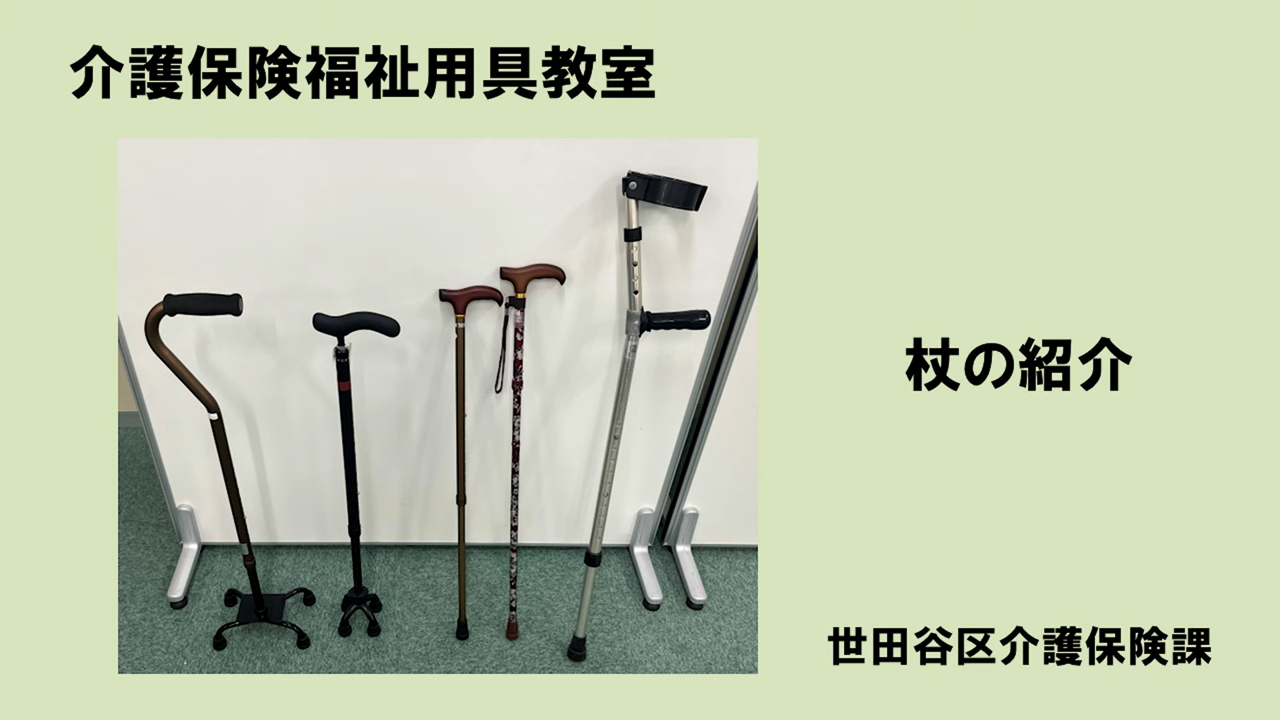 介護保険福祉用具教室
杖の紹介
世田谷区介護保険課